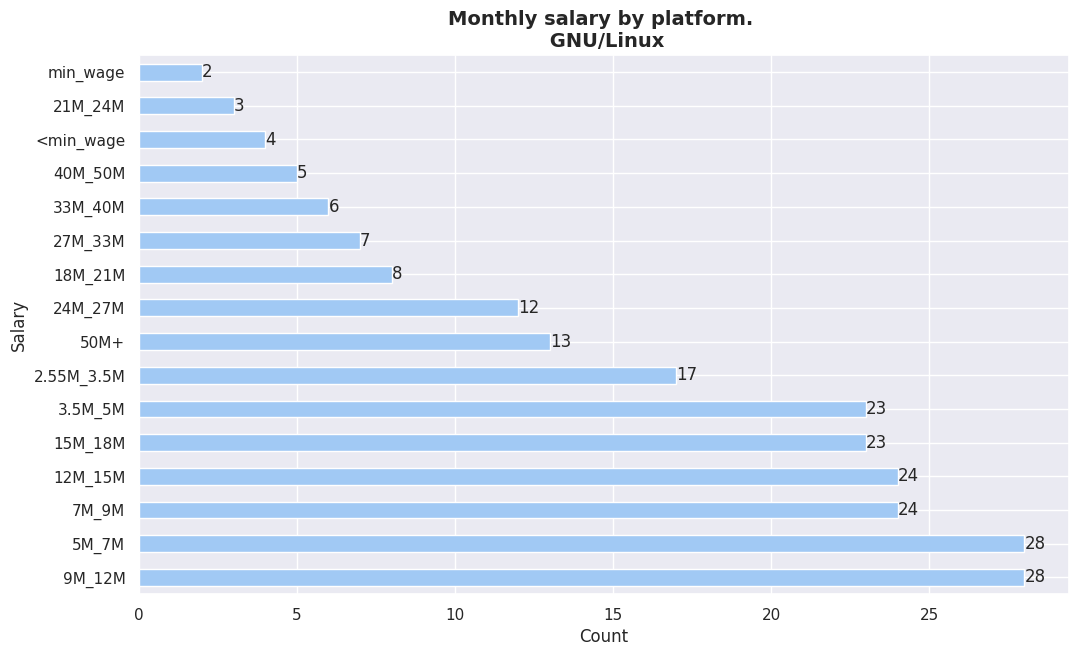 Monthly salary by platform.
GNU/Linux
min_wage 2
21M_24M 3
<min_wage 4
40M_50M 5
33M_40M 6
27M_33M 7
18M_21M 8
24M_27M 12
50M+ 13
2.55M_3.5M 17
3.5M_5M 23
15M_18M 23
12M_15M 24
7M_9M 24
5M_7M 28
9M_12M 28
Salary
0 5 10 15 20 25
Count